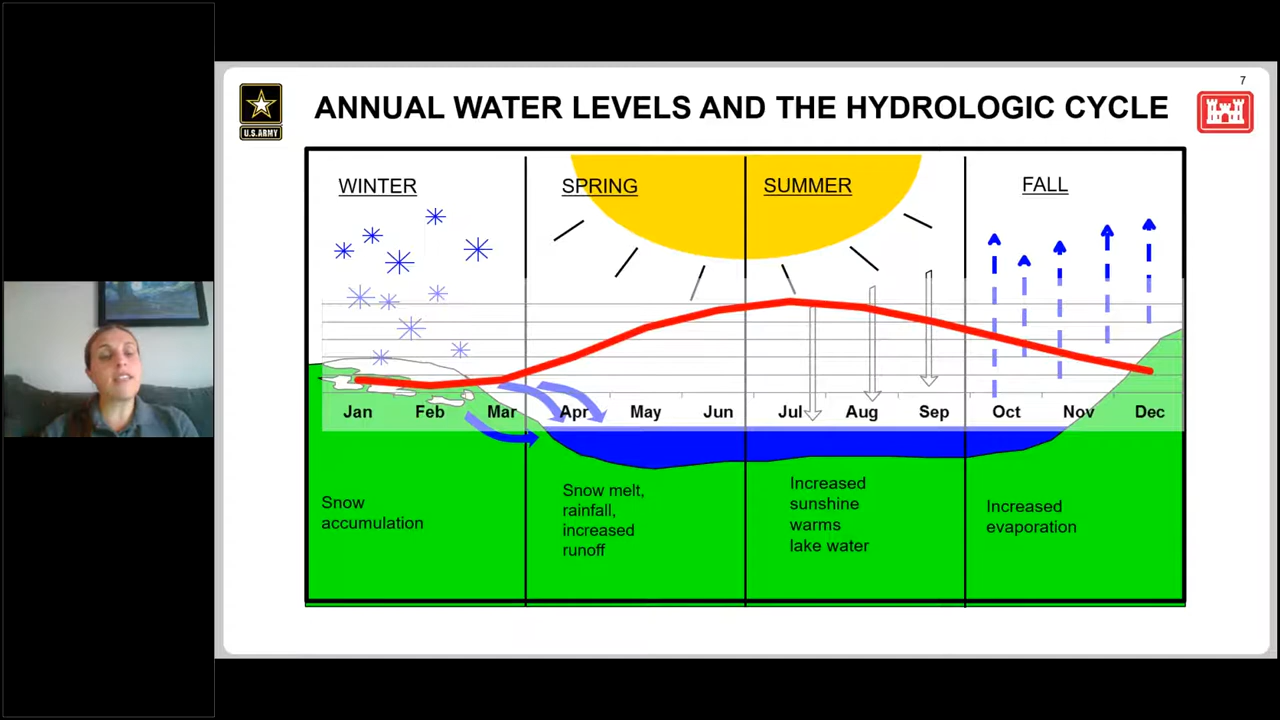 7
ANNUAL WATER LEVELS AND THE HYDROLOGIC CYCLE
U.S.ARMY
WINTER
SPRING
SUMMER
FALL
Jan Feb Mar Apr May Jun Jul Aug Sep Oct Nov Dec
Snow
accumulation
Snow melt,
rainfall,
increased
runoff
Increased
sunshine
warms
lake water
Increased
evaporation